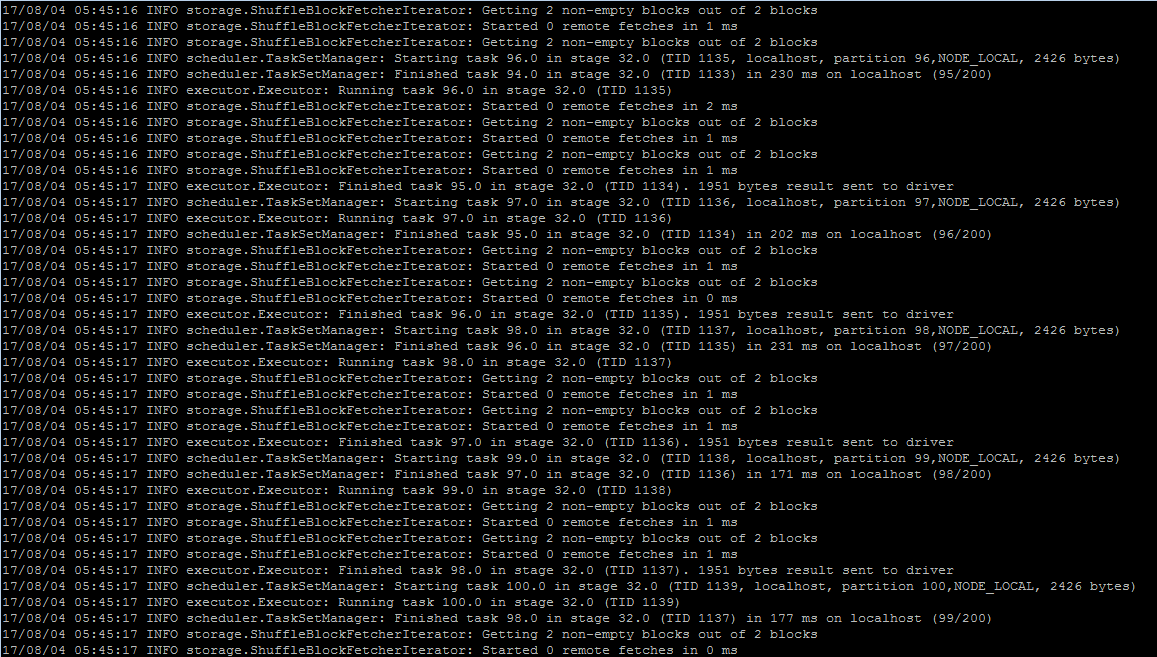 17/08/04 05:45:16 INFO storage.ShuffleBlockFetcherIterator: Getting 2 non-empty blocks out of 2 blocks
17/08/04 05:45:16 INFO storage.ShuffleBlockFetcherIterator: Started 0 remote fetches in 1 ms
17/08/04 05:45:16 INFO storage.ShuffleBlockFetcherIterator: Getting 2 non-empty blocks out of 2 blocks
17/08/04 05:45:16 INFO scheduler.TaskSetManager: Starting task 96.0 in stage 32.0 (TID 1135, localhost, partition 96,NODE_LOCAL, 2426 bytes)
17/08/04 05:45:16 INFO scheduler.TaskSetManager: Finished task 94.0 in stage 32.0 (TID 1133) in 230 ms on localhost (95/200)
17/08/04 05:45:16 INFO executor.Executor: Running task 96.0 in stage 32.0 (TID 1135)
17/08/04 05:45:16 INFO storage.ShuffleBlockFetcherIterator: Started 0 remote fetches in 2 ms
17/08/04 05:45:16 INFO storage.ShuffleBlockFetcherIterator: Getting 2 non-empty blocks out of 2 blocks
17/08/04 05:45:16 INFO storage.ShuffleBlockFetcherIterator: Started 0 remote fetches in 1 ms
17/08/04 05:45:16 INFO storage.ShuffleBlockFetcherIterator: Getting 2 non-empty blocks out of 2 blocks
17/08/04 05:45:16 INFO storage.ShuffleBlockFetcherIterator: Started 0 remote fetches in 1 ms
17/08/04 05:45:17 INFO executor.Executor: Finished task 95.0 in stage 32.0 (TID 1134). 1951 bytes result sent to driver
17/08/04 05:45:17 INFO scheduler.TaskSetManager: Starting task 97.0 in stage 32.0 (TID 1136, localhost, partition 97,NODE_LOCAL, 2426 bytes)
17/08/04 05:45:17 INFO executor.Executor: Running task 97.0 in stage 32.0 (TID 1136)
17/08/04 05:45:17 INFO scheduler.TaskSetManager: Finished task 95.0 in stage 32.0 (TID 1134) in 202 ms on localhost (96/200)
17/08/04 05:45:17 INFO storage.ShuffleBlockFetcherIterator: Getting 2 non-empty blocks out of 2 blocks
17/08/04 05:45:17 INFO storage.ShuffleBlockFetcherIterator: Started 0 remote fetches in 1 ms
17/08/04 05:45:17 INFO storage.ShuffleBlockFetcherIterator: Getting 2 non-empty blocks out of 2 blocks
17/08/04 05:45:17 INFO storage.ShuffleBlockFetcherIterator: Started 0 remote fetches in 0 ms
17/08/04 05:45:17 INFO executor.Executor: Finished task 96.0 in stage 32.0 (TID 1135). 1951 bytes result sent to driver
17/08/04 05:45:17 INFO scheduler.TaskSetManager: Starting task 98.0 in stage 32.0 (TID 1137, localhost, partition 98,NODE_LOCAL, 2426 bytes)
17/08/04 05:45:17 INFO scheduler.TaskSetManager: Finished task 96.0 in stage 32.0 (TID 1135) in 231 ms on localhost (97/200)
17/08/04 05:45:17 INFO executor.Executor: Running task 98.0 in stage 32.0 (TID 1137)
17/08/04 05:45:17 INFO storage.ShuffleBlockFetcherIterator: Getting 2 non-empty blocks out of 2 blocks
17/08/04 05:45:17 INFO storage.ShuffleBlockFetcherIterator: Started 0 remote fetches in 1 ms
17/08/04 05:45:17 INFO storage.ShuffleBlockFetcherIterator: Getting 2 non-empty blocks out of 2 blocks
17/08/04 05:45:17 INFO storage.ShuffleBlockFetcherIterator: Started 0 remote fetches in 1 ms
17/08/04 05:45:17 INFO executor.Executor: Finished task 97.0 in stage 32.0 (TID 1136). 1951 bytes result sent to driver
17/08/04 05:45:17 INFO scheduler.TaskSetManager: Starting task 99.0 in stage 32.0 (TID 1138, localhost, partition 99,NODE_LOCAL, 2426 bytes)
17/08/04 05:45:17 INFO scheduler.TaskSetManager: Finished task 97.0 in stage 32.0 (TID 1136) in 171 ms on localhost (98/200)
17/08/04 05:45:17 INFO executor.Executor: Running task 99.0 in stage 32.0 (TID 1138)
17/08/04 05:45:17 INFO storage.ShuffleBlockFetcherIterator: Getting 2 non-empty blocks out of 2 blocks
17/08/04 05:45:17 INFO storage.ShuffleBlockFetcherIterator: Started 0 remote fetches in 1 ms
17/08/04 05:45:17 INFO storage.ShuffleBlockFetcherIterator: Getting 2 non-empty blocks out of 2 blocks
17/08/04 05:45:17 INFO storage.ShuffleBlockFetcherIterator: Started 0 remote fetches in 1 ms
17/08/04 05:45:17 INFO executor.Executor: Finished task 98.0 in stage 32.0 (TID 1137). 1951 bytes result sent to driver
17/08/04 05:45:17 INFO scheduler.TaskSetManager: Starting task 100.0 in stage 32.0 (TID 1139, localhost, partition 100,NODE_LOCAL, 2426 bytes)
17/08/04 05:45:17 INFO executor.Executor: Running task 100.0 in stage 32.0 (TID 1139)
17/08/04 05:45:17 INFO scheduler.TaskSetManager: Finished task 98.0 in stage 32.0 (TID 1137) in 177 ms on localhost (99/200)
17/08/04 05:45:17 INFO storage.ShuffleBlockFetcherIterator: Getting 2 non-empty blocks out of 2 blocks
17/08/04 05:45:17 INFO storage.ShuffleBlockFetcherIterator: Started 0 remote fetches in 0 ms